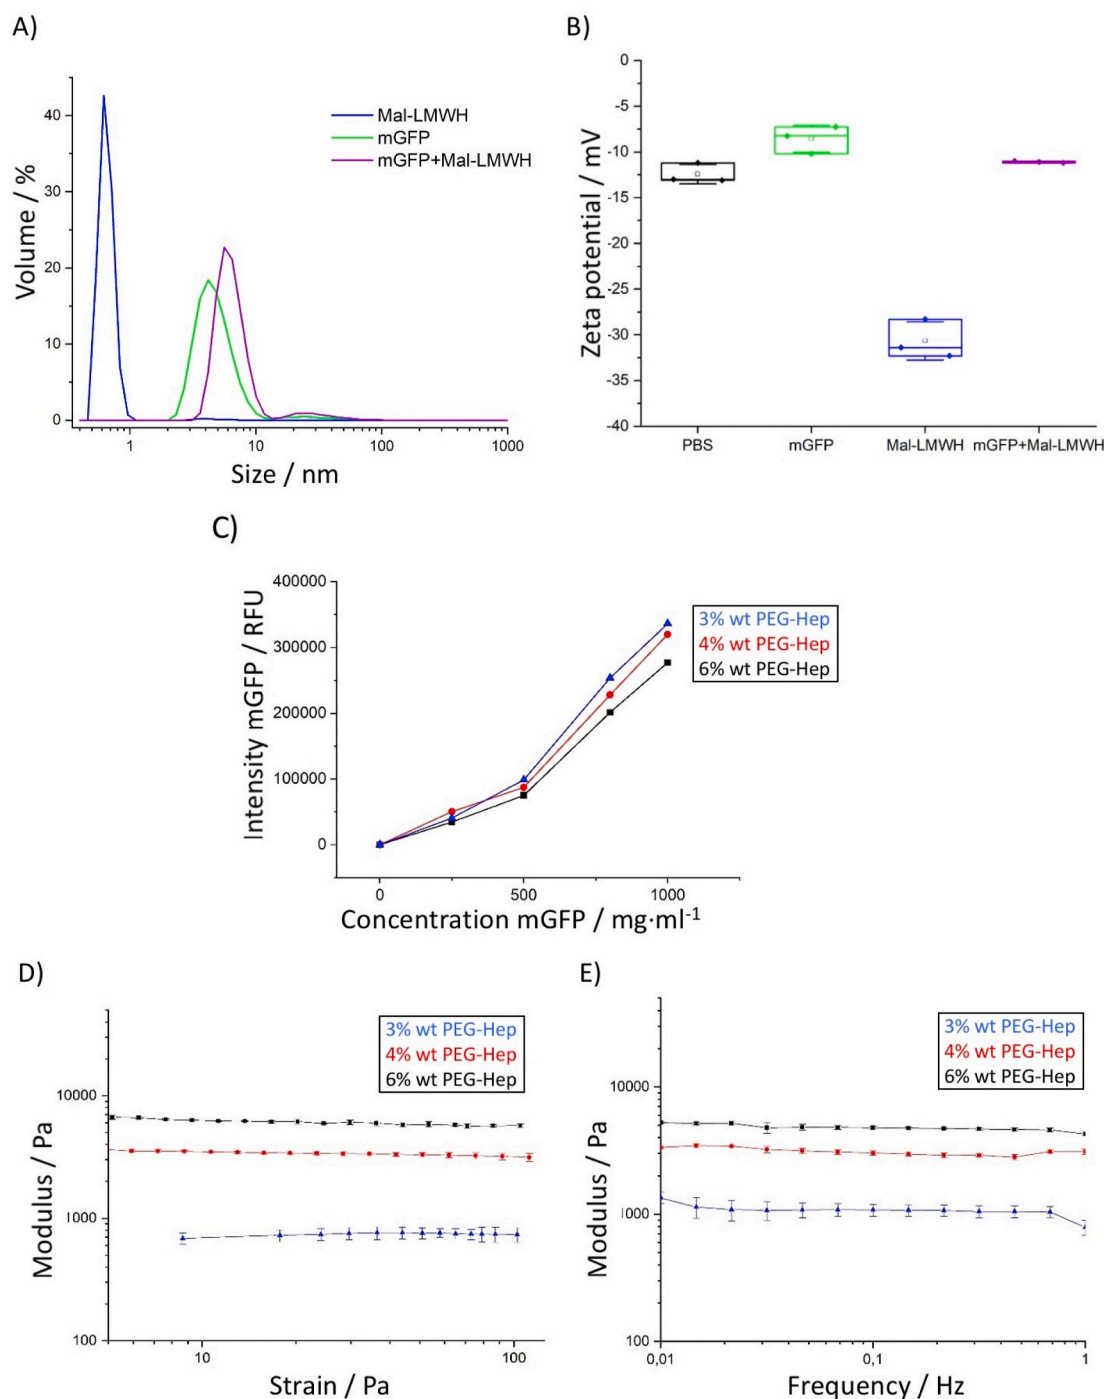 A)
Volume / %
40
30
20
10
0
1
10
100
1000
Size / nm
Mal-LMWH
mGFP
mGFP+Mal-LMWH
B)
Zeta potential / mV
0
-5
-10
-15
-20
-25
-30
-35
-40
PBS
mGFP
Mal-LMWH
mGFP+Mal-LMWH
C)
Intensity mGFP / RFU
400000
300000
200000
100000
0
0
500
1000
Concentration mGFP / mg·ml-1
3% wt PEG-Hep
4% wt PEG-Hep
6% wt PEG-Hep
D)
Modulus / Pa
10000
1000
100
10
100
Strain / Pa
3% wt PEG-Hep
4% wt PEG-Hep
6% wt PEG-Hep
E)
Modulus / Pa
10000
1000
100
0,01
0,1
1
Frequency / Hz
3% wt PEG-Hep
4% wt PEG-Hep
6% wt PEG-Hep